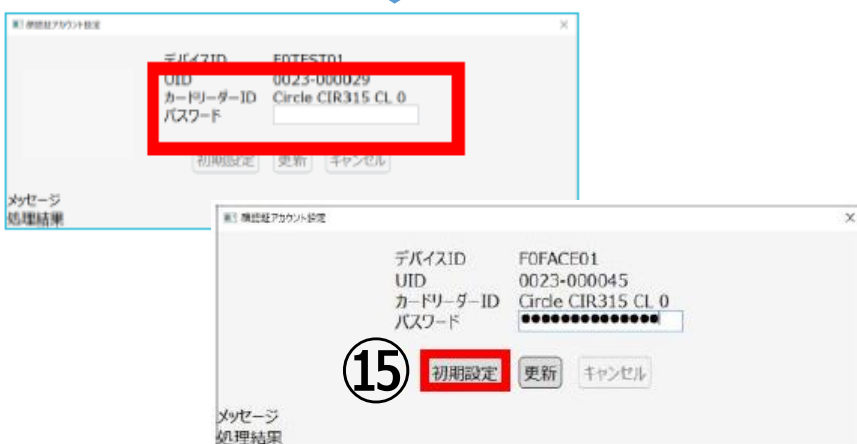 顔認証アカウント設定
デバイスID F0TEST01
UID 0023-000029
カードリーダーID Circle CIR315 CL 0
パスワード
初期設定 更新 キャンセル
メッセージ
処理結果
顔認証アカウント設定
デバイスID F0FACE01
UID 0023-000045
カードリーダーID Circle CIR315 CL 0
パスワード ●●●●●●●●●●●●●●
⑮ 初期設定 更新 キャンセル
メッセージ
処理結果